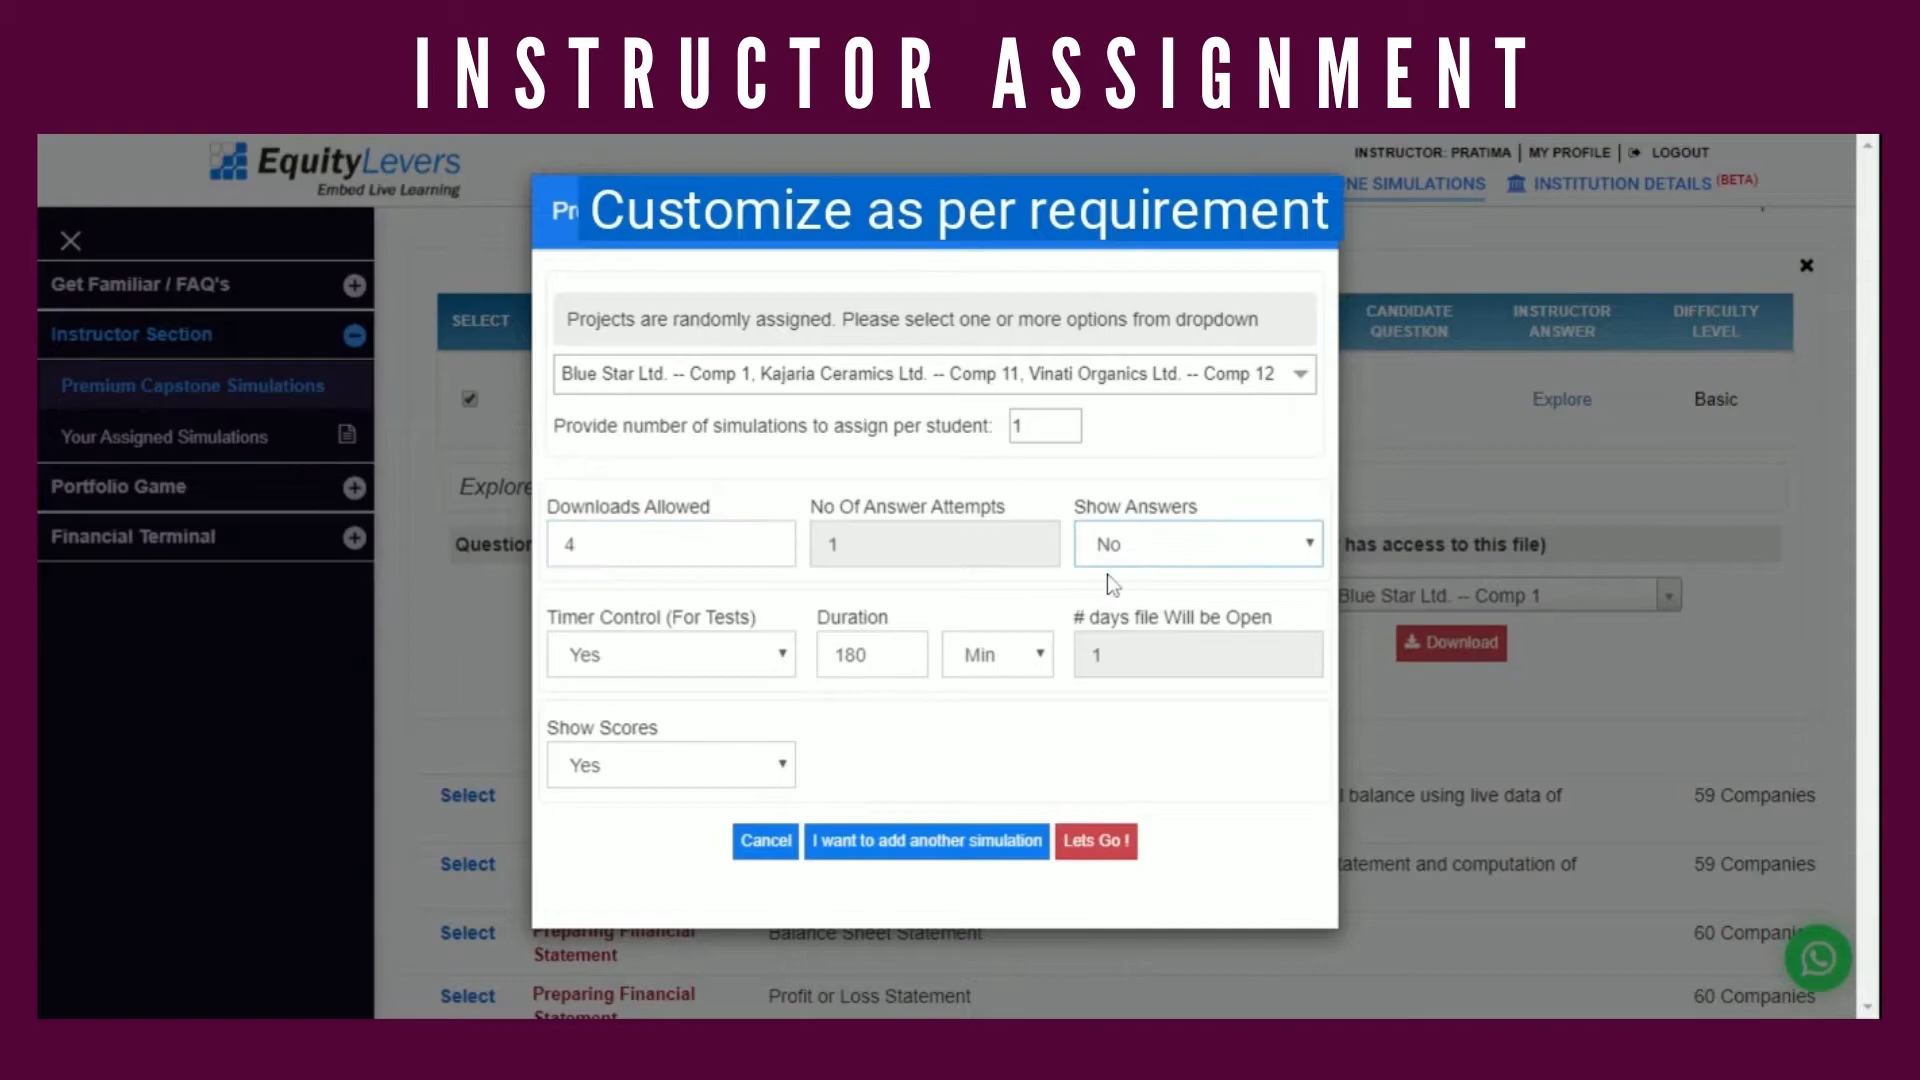 INSTRUCTOR ASSIGNMENT
EquityLevers
Embed Live Learning
INSTRUCTOR: PRATIMA | MY PROFILE | LOGOUT
NE SIMULATIONS INSTITUTION DETAILS (BETA)
Customize as per requirement
Get Familiar / FAQ's
Instructor Section
Premium Capstone Simulations
Your Assigned Simulations
Portfolio Game
Financial Terminal
SELECT
CANDIDATE QUESTION
INSTRUCTOR ANSWER
DIFFICULTY LEVEL
Explore
Basic
Explore
Question
has access to this file)
Blue Star Ltd. -- Comp 1
Download
Projects are randomly assigned. Please select one or more options from dropdown
Blue Star Ltd. -- Comp 1, Kajaria Ceramics Ltd. -- Comp 11, Vinati Organics Ltd. -- Comp 12
Provide number of simulations to assign per student: 1
Downloads Allowed
No Of Answer Attempts
Show Answers
4
1
No
Timer Control (For Tests)
Duration
# days file Will be Open
Yes
180
Min
1
Show Scores
Yes
Cancel
I want to add another simulation
Lets Go !
Select
balance using live data of
59 Companies
Select
tatement and computation of
59 Companies
Select
Preparing Financial
Statement
Balance Sheet Statement
60 Compani
Select
Preparing Financial
Statement
Profit or Loss Statement
60 Companies